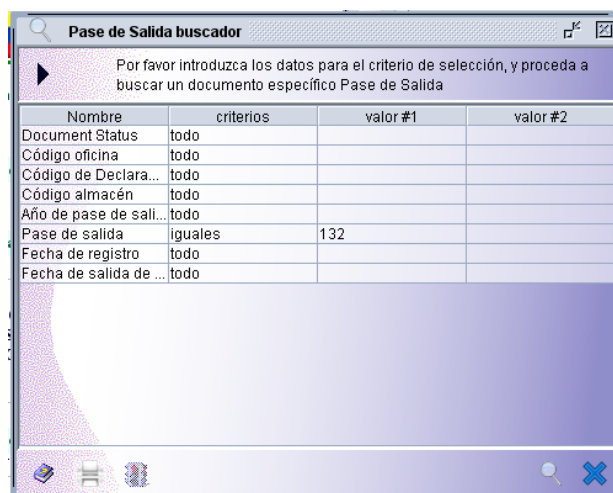 Pase de Salida buscador
Por favor introduzca los datos para el criterio de selección, y proceda a
buscar un documento específico Pase de Salida
Nombre criterios valor #1 valor #2
Document Status todo
Código oficina todo
Código de Declara... todo
Código almacén todo
Año de pase de sali... todo
Pase de salida iguales 132
Fecha de registro todo
Fecha de salida de ... todo